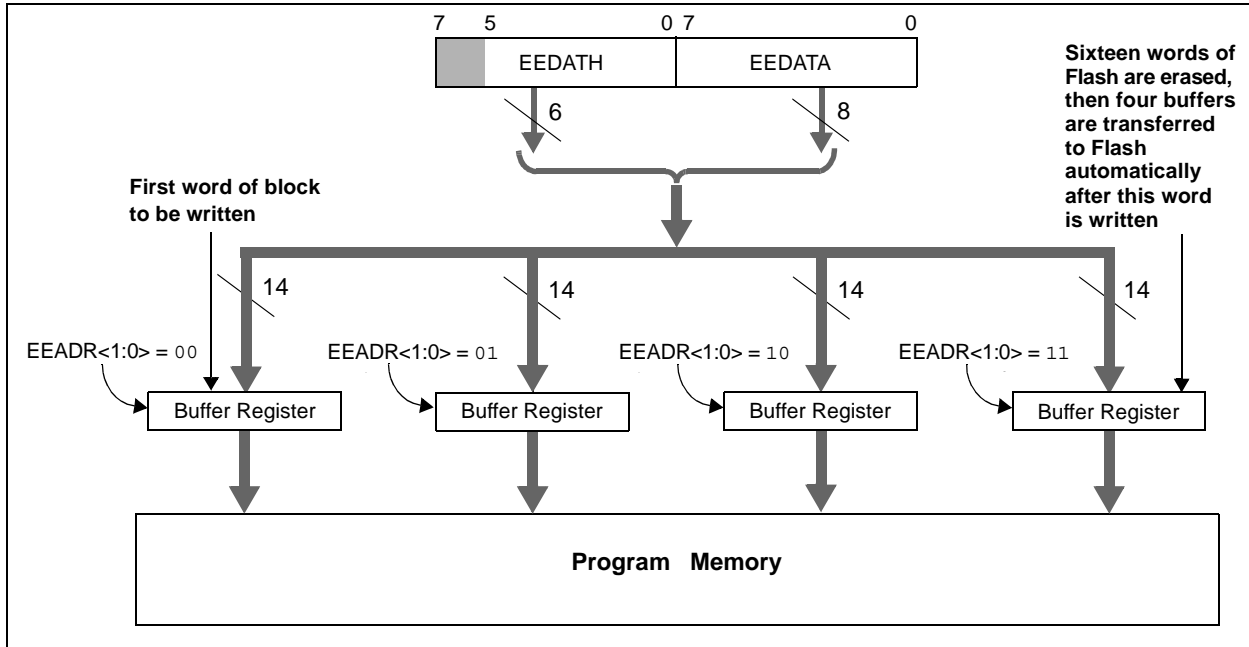 7 5 0 7 0
EEDATH EEDATA
6 8
Sixteen words of
Flash are erased,
then four buffers
are transferred
to Flash
automatically
after this word
is written
First word of block
to be written
14 14 14 14
EEADR<1:0> = 00 EEADR<1:0> = 01 EEADR<1:0> = 10 EEADR<1:0> = 11
Buffer Register Buffer Register Buffer Register Buffer Register
Program Memory